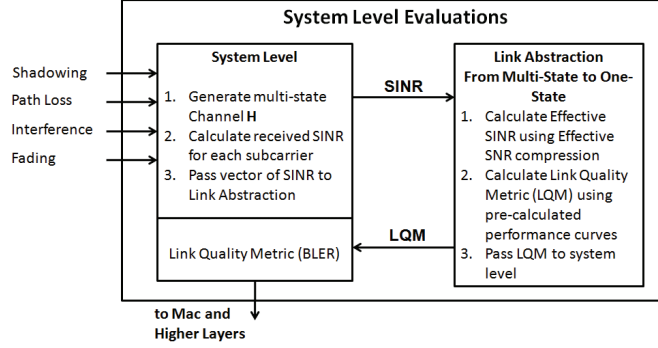 System Level Evaluations
Shadowing
Path Loss
Interference
Fading
System Level
1. Generate multi-state
Channel H
2. Calculate received SINR
for each subcarrier
3. Pass vector of SINR to
Link Abstraction
Link Quality Metric (BLER)
SINR
LQM
Link Abstraction
From Multi-State to One-
State
1. Calculate Effective
SINR using Effective
SNR compression
2. Calculate Link Quality
Metric (LQM) using
pre-calculated
performance curves
3. Pass LQM to system
level
to Mac and
Higher Layers